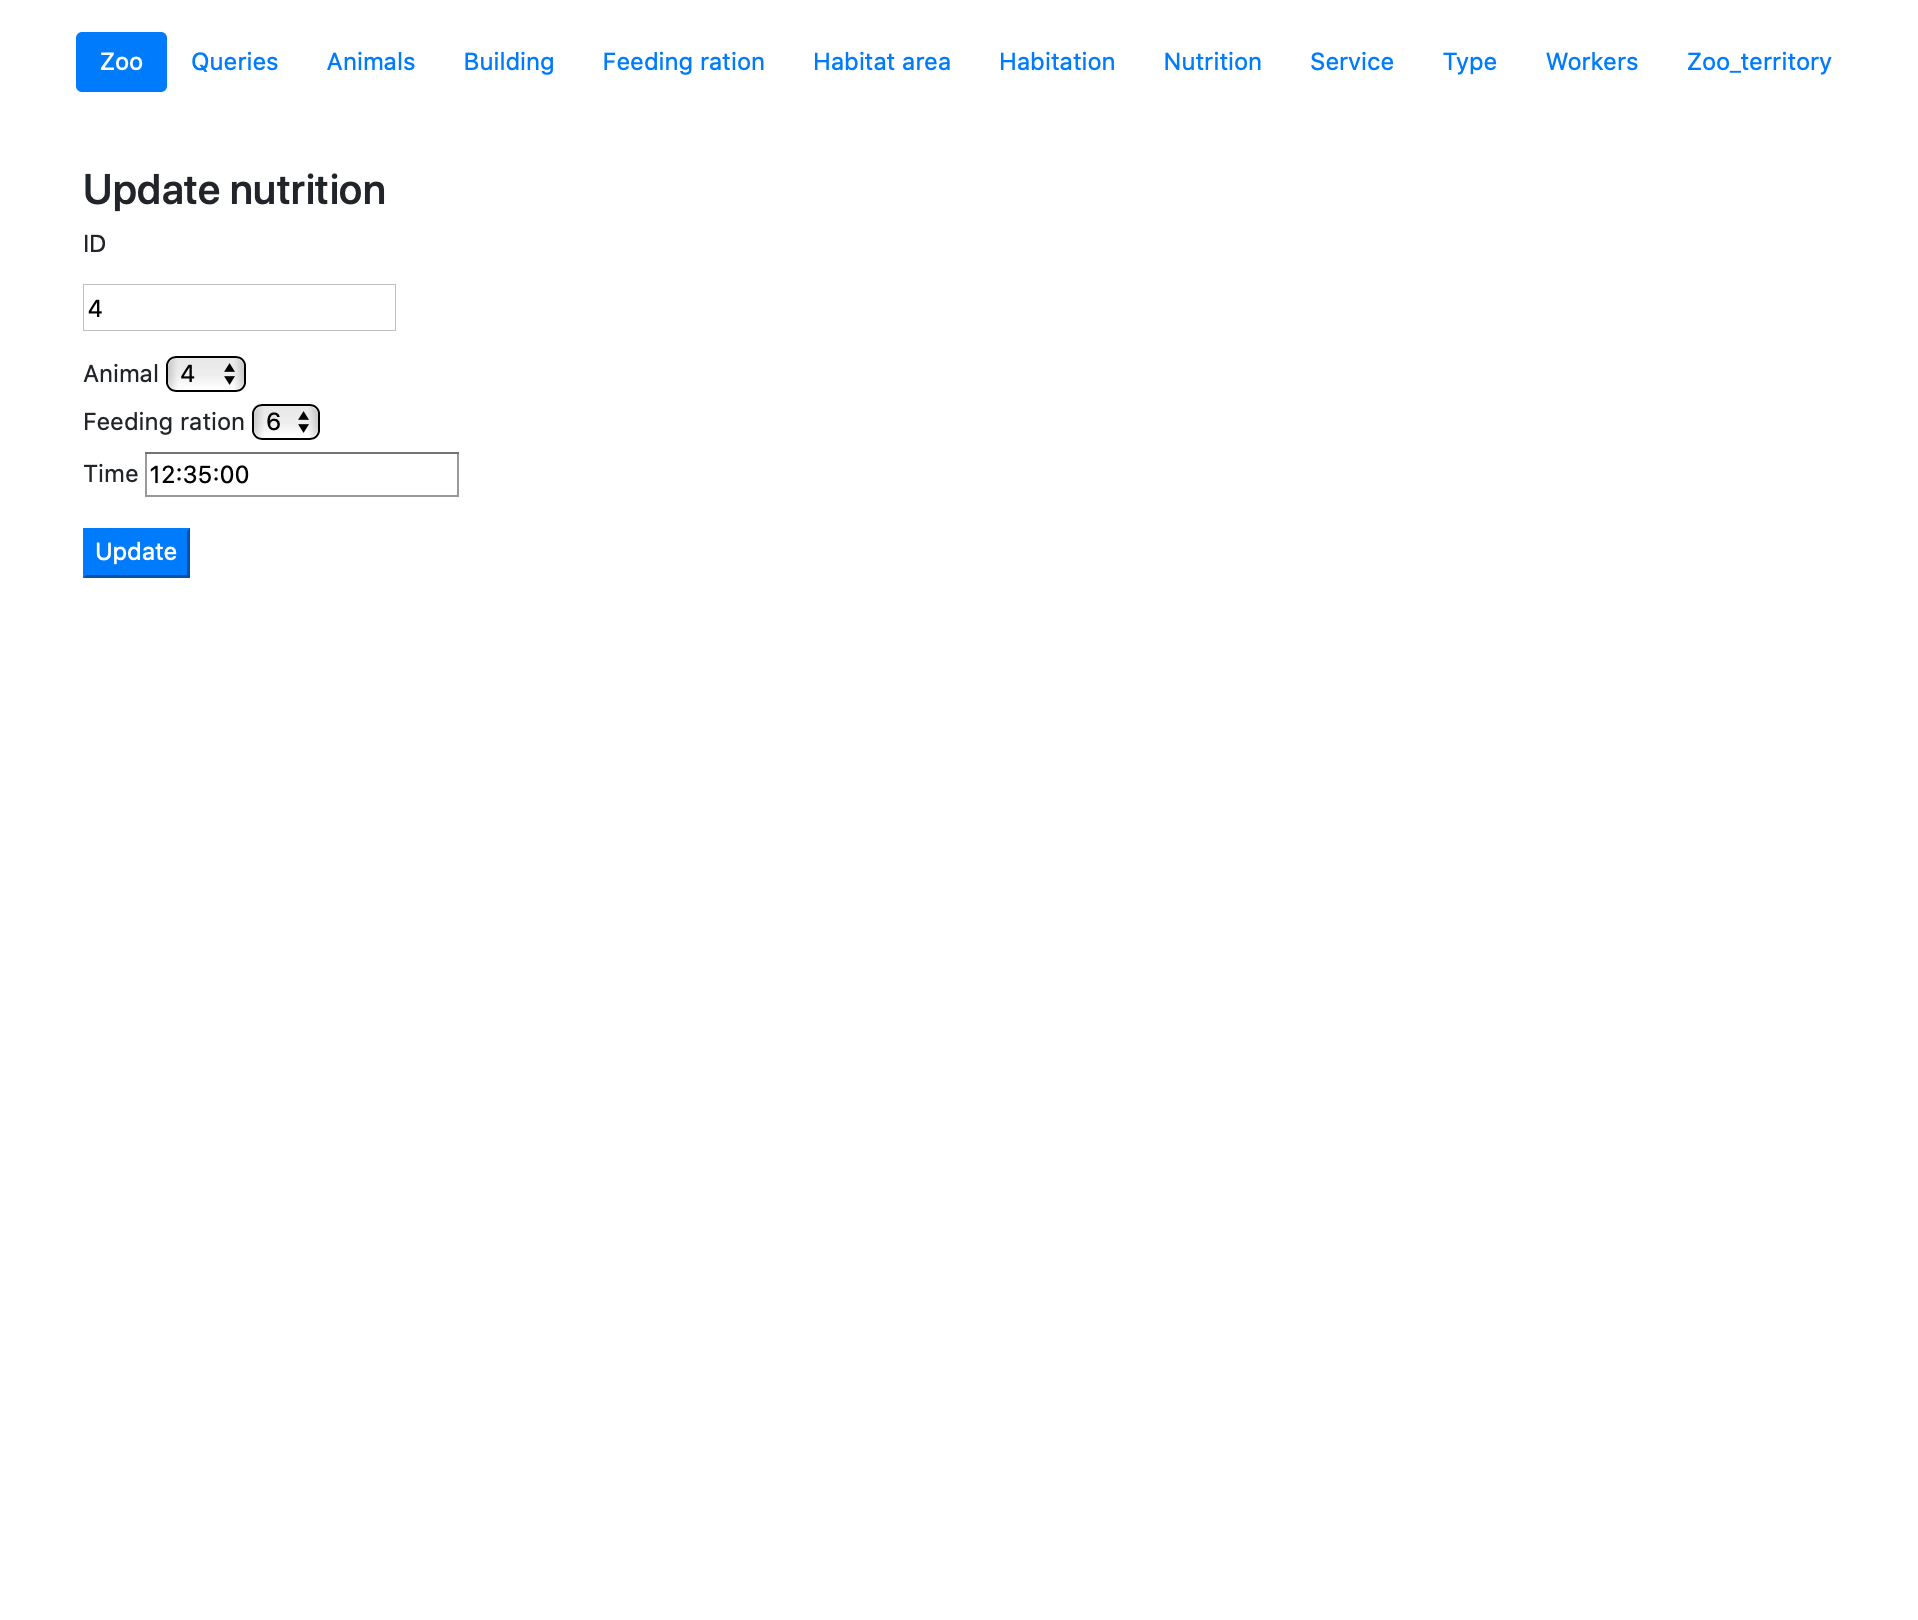 Zoo Queries Animals Building Feeding ration Habitat area Habitation Nutrition Service Type Workers Zoo_territory
Update nutrition
ID
4
Animal 4
Feeding ration 6
Time 12:35:00
Update